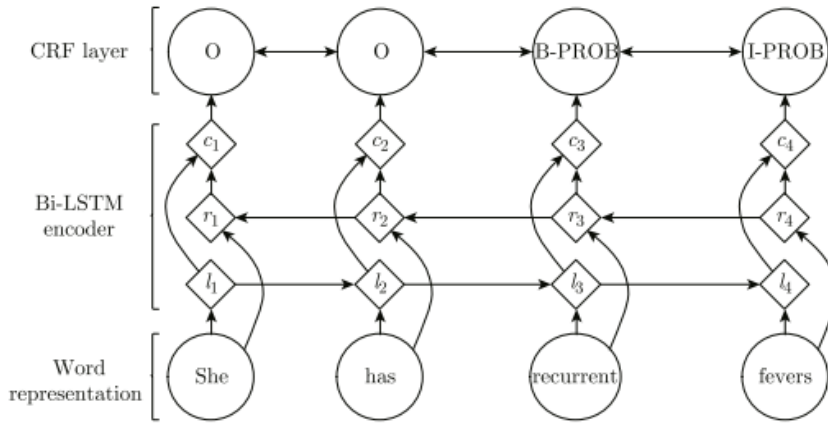 CRF layer
O O B-PROB I-PROB
c1 c2 c3 c4
Bi-LSTM
encoder
r1 r2 r3 r4
l1 l2 l3 l4
Word
representation
She has recurrent fevers